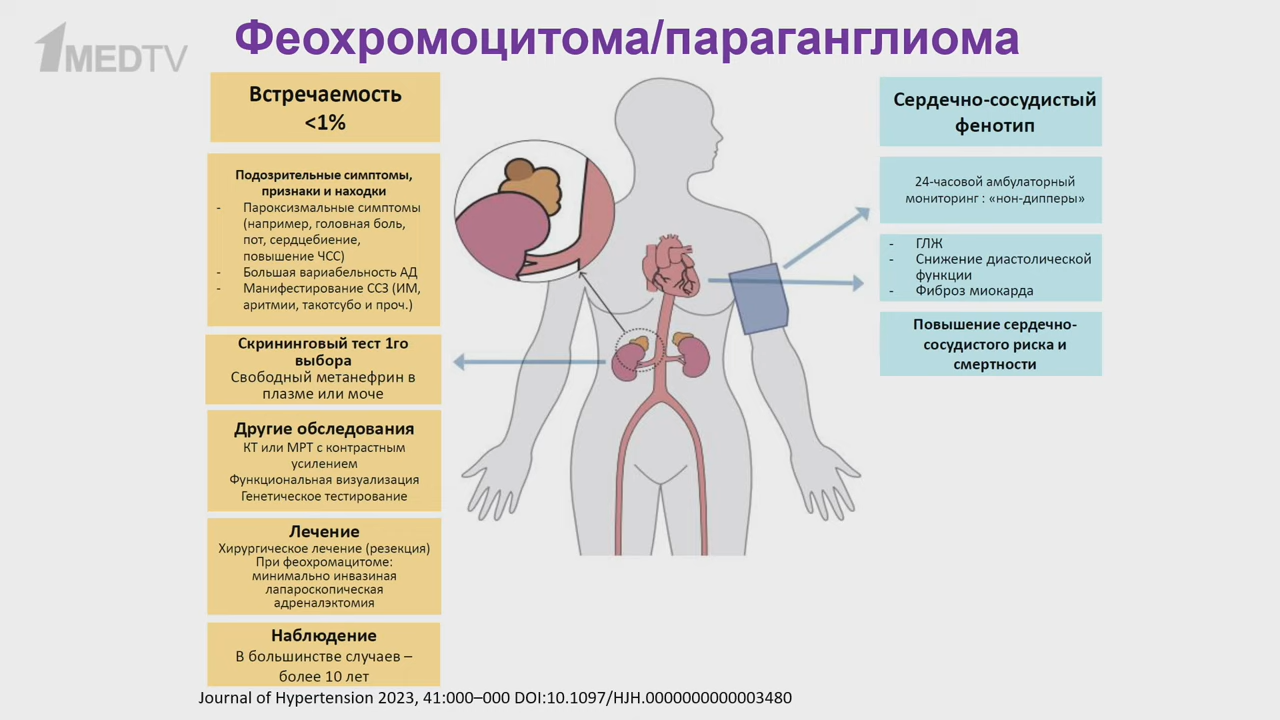 1MEDTV
Феохромоцитома/параганглиома
Встречаемость
<1%
Подозрительные симптомы,
признаки и находки
- Пароксизмальные симптомы
(например, головная боль,
пот, сердцебиение,
повышение ЧСС)
- Большая вариабельность АД
- Манифестирование ССЗ (ИМ,
аритмии, такотсубо и проч.)
Скрининговый тест 1го
выбора
Свободный метанефрин в
плазме или моче
Другие обследования
КТ или МРТ с контрастным
усилением
Функциональная визуализация
Генетическое тестирование
Лечение
Хирургическое лечение (резекция)
При феохромацитоме:
минимально инвазиная
лапароскопическая
адреналэктомия
Наблюдение
В большинстве случаев –
более 10 лет
Сердечно-сосудистый
фенотип
24-часовой амбулаторный
мониторинг : «нон-дипперы»
- ГЛЖ
- Снижение диастолической
функции
- Фиброз миокарда
Повышение сердечно-
сосудистого риска и
смертности
Journal of Hypertension 2023, 41:000–000 DOI:10.1097/HJH.0000000000003480